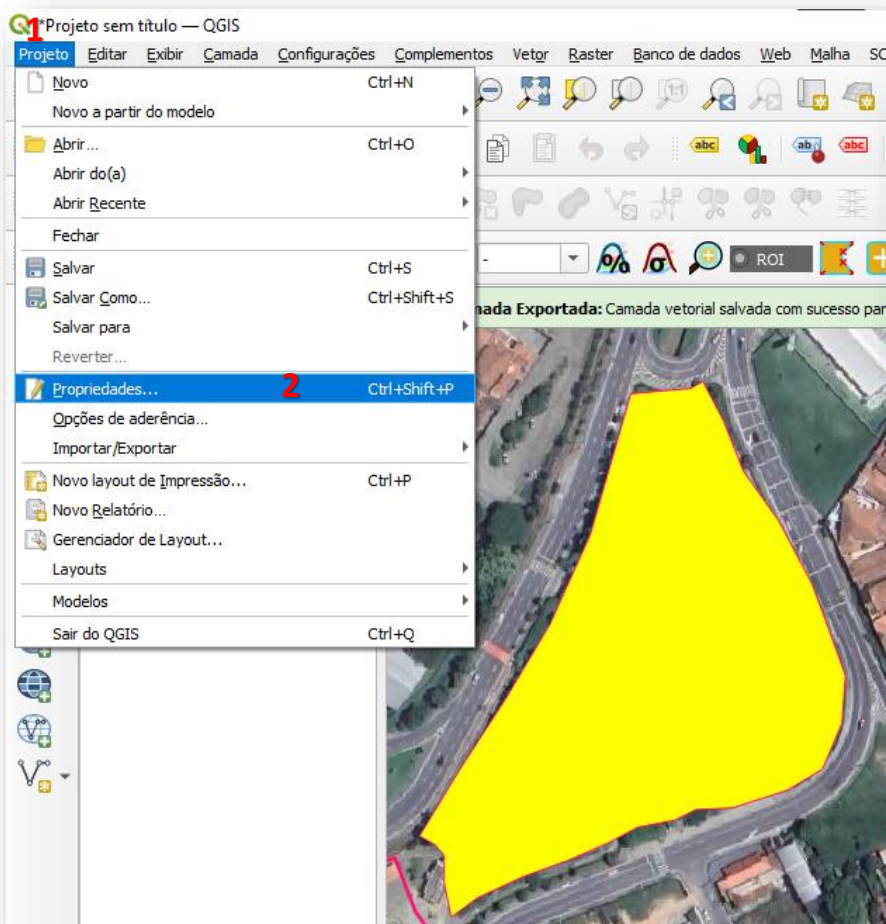 1
*Projeto sem título — QGIS
Projeto Editar Exibir Camada Configurações Complementos Vetor Raster Banco de dados Web Malha SC
Novo Ctrl+N
Novo a partir do modelo
Abrir... Ctrl+O
Abrir do(a)
Abrir Recente
Fechar
Salvar Ctrl+S
Salvar Como... Ctrl+Shift+S
Salvar para
Reverter...
Propriedades... 2 Ctrl+Shift+P
Opções de aderência...
Importar/Exportar
Novo layout de Impressão... Ctrl+P
Novo Relatório...
Gerenciador de Layout...
Layouts
Modelos
Sair do QGIS Ctrl+Q
1:1
abc ab abc
- % σ ROI
nada Exportada: Camada vetorial salvada com sucesso par